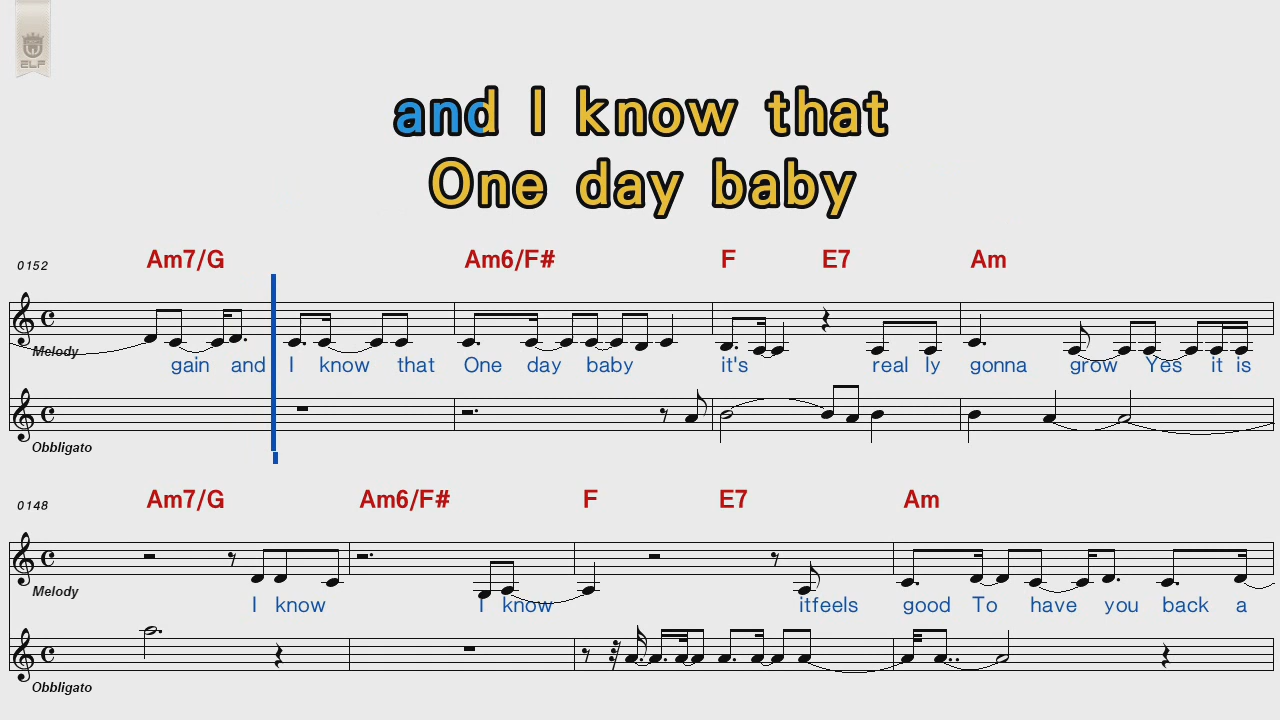 ELF
and I know that
One day baby
0152 Am7/G Am6/F# F E7 Am
Melody
gain and I know that One day baby it's real ly gonna grow Yes it is
Obbligato
0148 Am7/G Am6/F# F E7 Am
Melody
I know I know itfeels good To have you back a
Obbligato